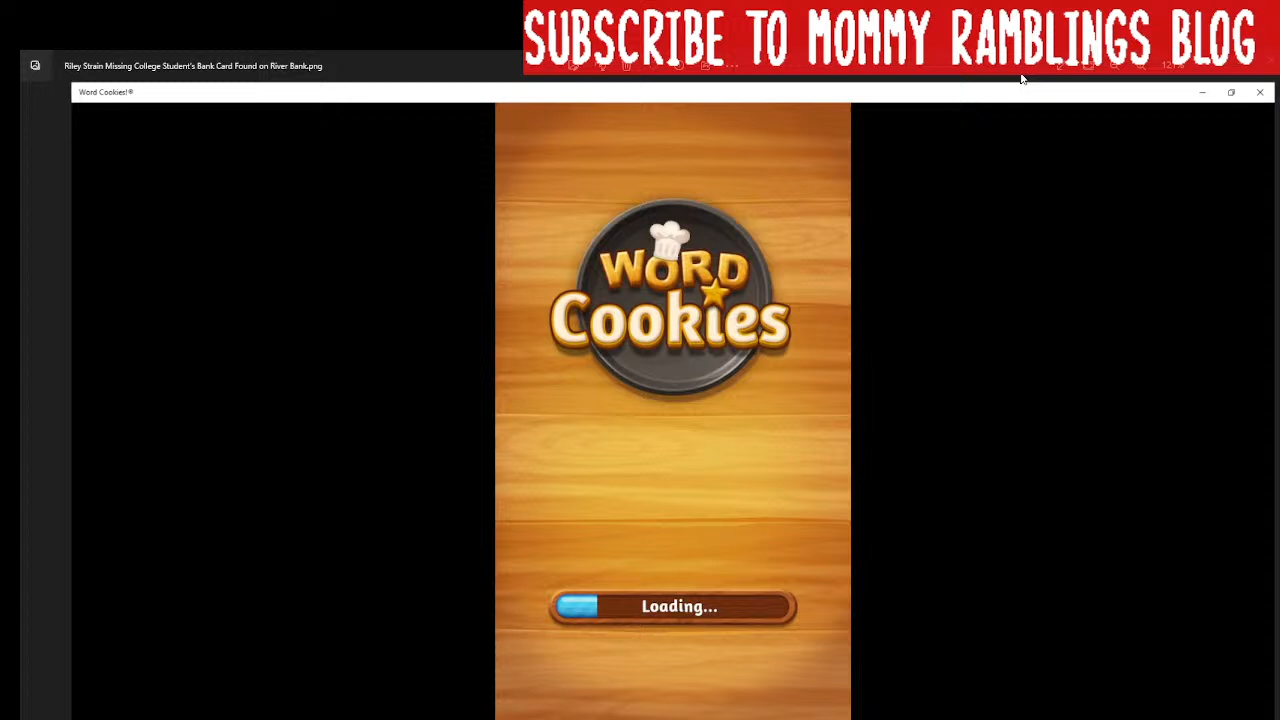 SUBSCRIBE TO MOMMY RAMBLINGS BLOG
Riley Strain Missing College Student's Bank Card Found on River Bank.png
Word Cookies!®
WORD
Cookies
Loading...